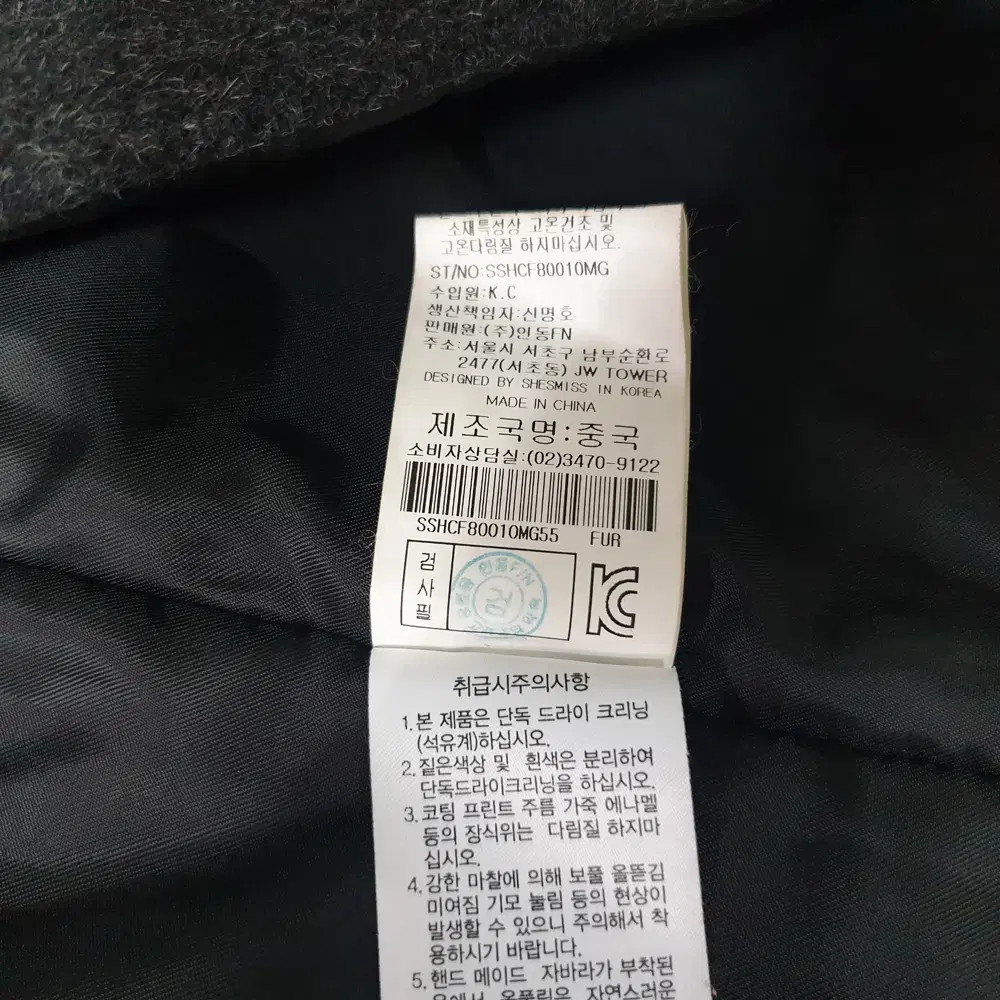 소재특성상 고온건조 및
고온다림질 하지마십시오.
ST/NO:SSHCF80010MG
수입원:K.C
생산책임자:신명호
판매원:(주)인동FN
주소:서울시 서초구 남부순환로
2477(서초동) JW TOWER
DESIGNED BY SHESMISS IN KOREA
MADE IN CHINA
제조국명:중국
소비자상담실:(02)3470-9122
SSHCF80010MG55 FUR
검사필
인동F/N
검
취급시주의사항
1.본 제품은 단독 드라이 크리닝
(석유계)하십시오.
2.짙은색상 및 흰색은 분리하여
단독드라이크리닝을 하십시오.
3.코팅 프린트 주름 가죽 에나멜
등의 장식위는 다림질 하지마
십시오.
4.강한 마찰에 의해 보풀 올뜯김
미여짐 기모 눌림 등의 현상이
발생할 수 있으니 주의해서 착
용하시기 바랍니다.
5.핸드 메이드 자바라가 부착된
자연스러운